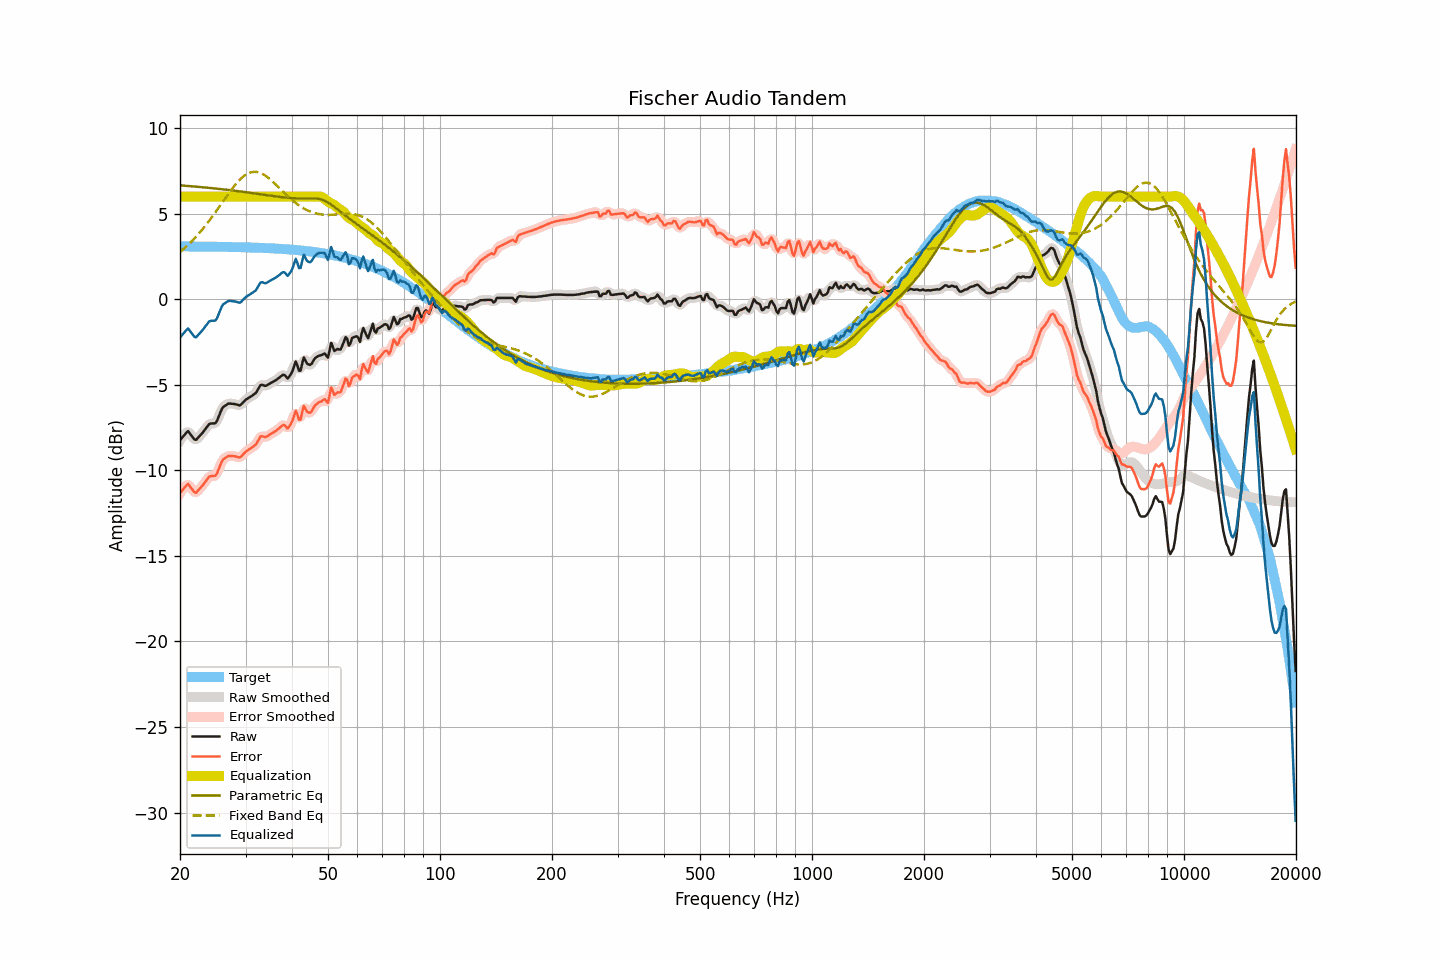 Fischer Audio Tandem
Amplitude (dBr)
10
5
0
−5
−10
−15
−20
−25
−30
Target
Raw Smoothed
Error Smoothed
Raw
Error
Equalization
Parametric Eq
Fixed Band Eq
Equalized
20 50 100 200 500 1000 2000 5000 10000 20000
Frequency (Hz)